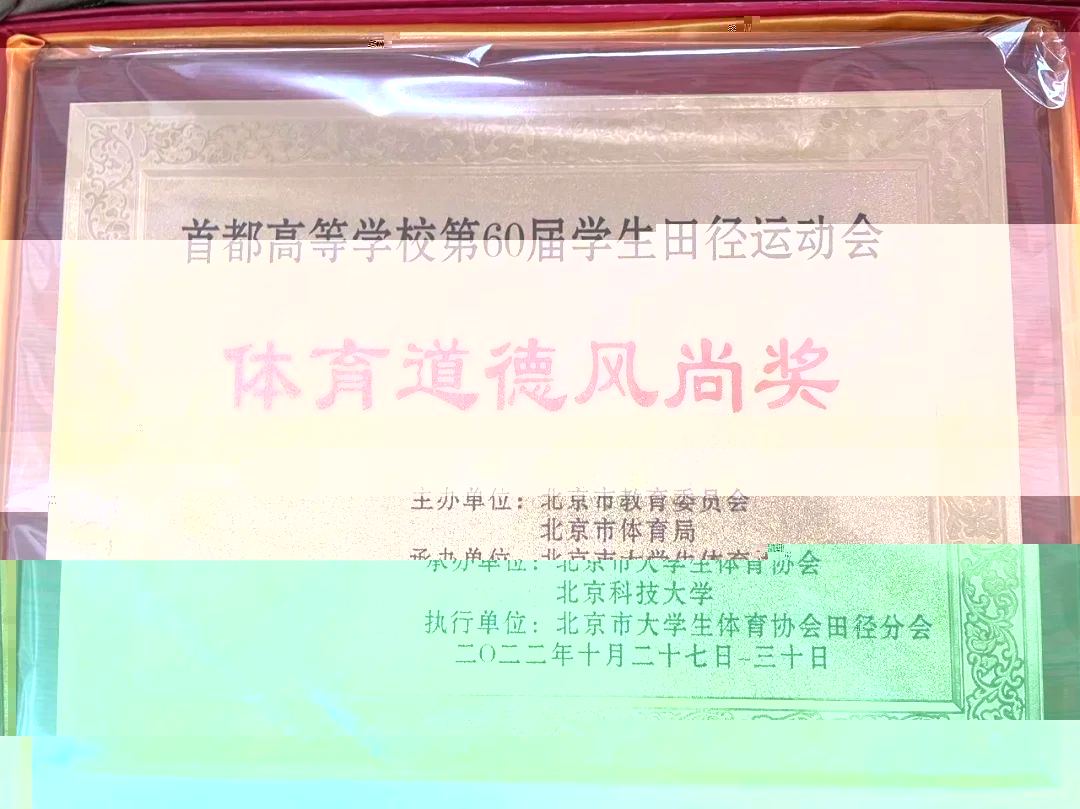 首都高等学校第60届学生田径运动会
体育道德风尚奖
主办单位：北京市教育委员会
北京市体育局
承办单位：北京市大学生体育协会
北京科技大学
执行单位：北京市大学生体育协会田径分会
二〇二二年十月二十七日-三十日